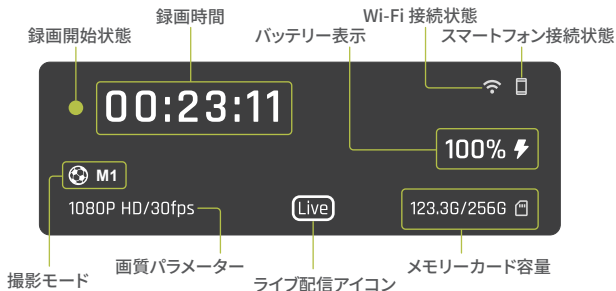 録画時間
Wi-Fi 接続状態
録画開始状態
バッテリー表示
スマートフォン接続状態
00:23:11
100%
M1
1080P HD/30fps
Live
123.3G/256G
撮影モード
画質パラメーター
ライブ配信アイコン
メモリーカード容量